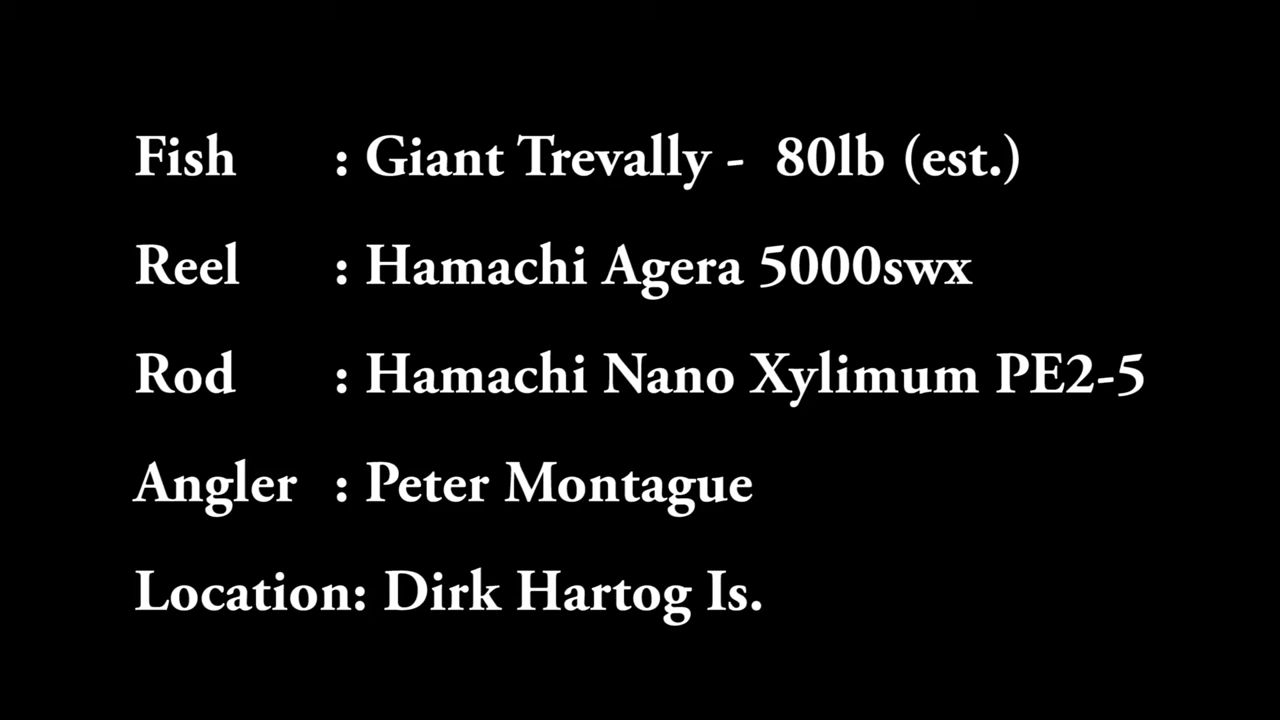 Fish : Giant Trevally - 80lb (est.)
Reel : Hamachi Agera 5000swx
Rod : Hamachi Nano Xylimum PE2-5
Angler : Peter Montague
Location: Dirk Hartog Is.